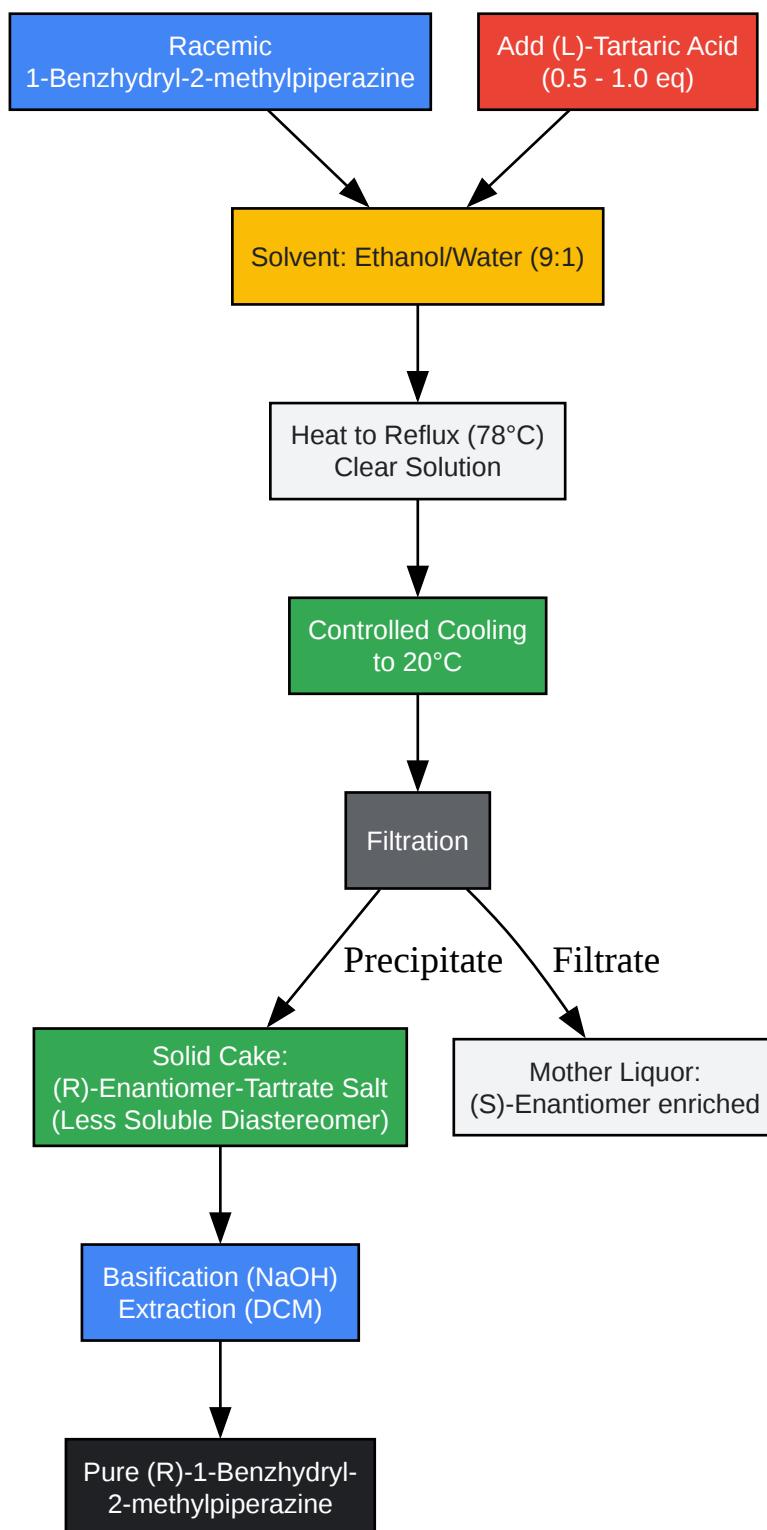 Racemic
1-Benzhydryl-2-methylpiperazine
Add (L)-Tartaric Acid
(0.5 - 1.0 eq)
Solvent: Ethanol/Water (9:1)
Heat to Reflux (78°C)
Clear Solution
Controlled Cooling
to 20°C
Filtration
Precipitate
Filtrate
Solid Cake:
(R)-Enantiomer-Tartrate Salt
(Less Soluble Diastereomer)
Mother Liquor:
(S)-Enantiomer enriched
Basification (NaOH)
Extraction (DCM)
Pure (R)-1-Benzhydryl-
2-methylpiperazine